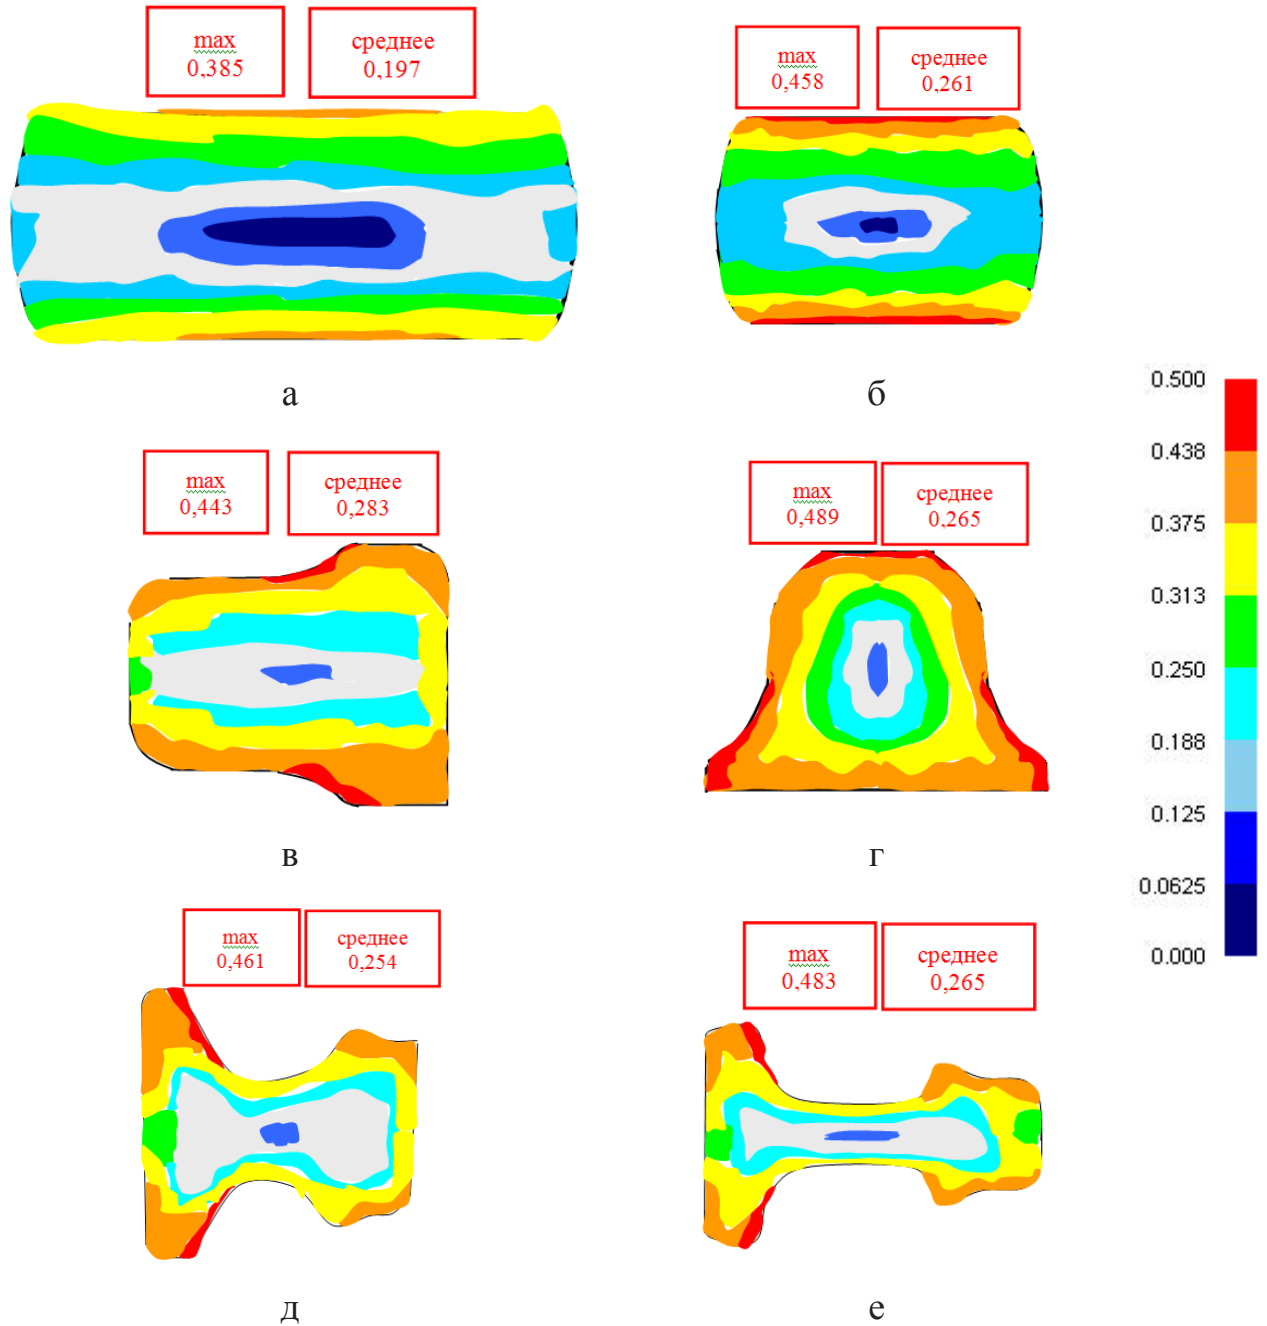 max
0,385
среднее
0,197
max
0,458
среднее
0,261
а
б
max
0,443
среднее
0,283
max
0,489
среднее
0,265
в
г
max
0,461
среднее
0,254
max
0,483
среднее
0,265
д
е
0.500
0.438
0.375
0.313
0.250
0.188
0.125
0.0625
0.000